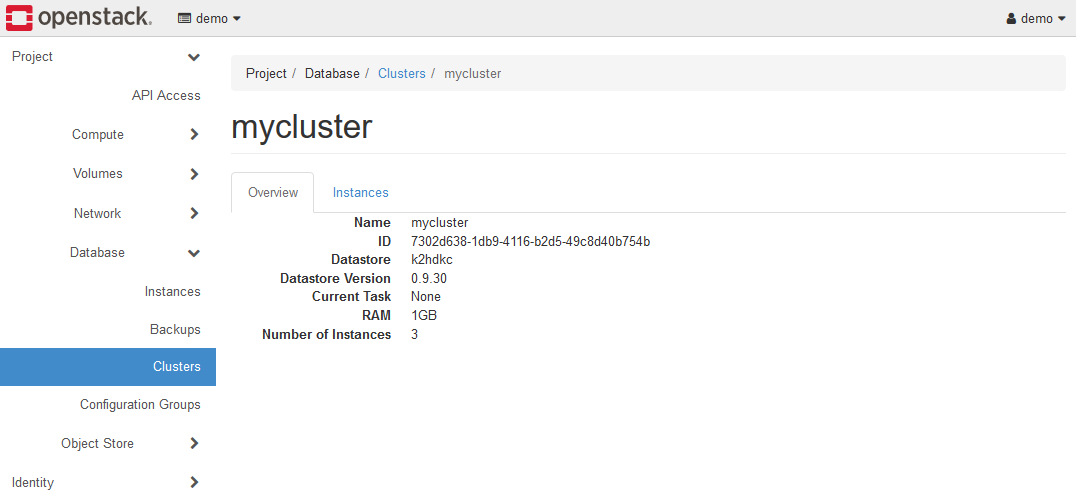 openstack.
demo
demo
Project
API Access
Compute
Volumes
Network
Database
Instances
Backups
Clusters
Configuration Groups
Object Store
Identity
Project / Database / Clusters / mycluster
mycluster
Overview Instances
Name mycluster
ID 7302d638-1db9-4116-b2d5-49c8d40b754b
Datastore k2hdkc
Datastore Version 0.9.30
Current Task None
RAM 1GB
Number of Instances 3